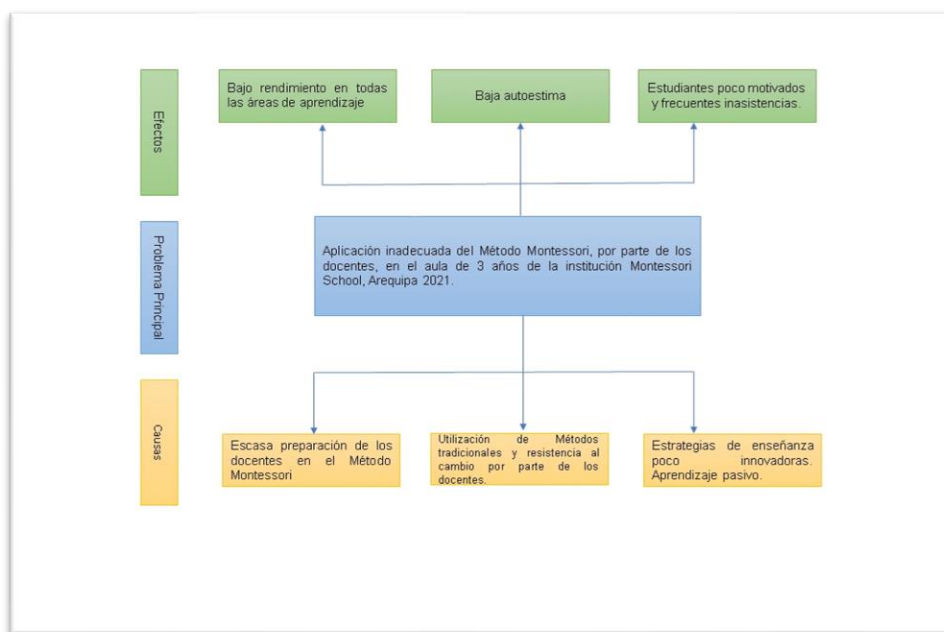 Efectos
Bajo rendimiento en todas
las áreas de aprendizaje
Baja autoestima
Estudiantes poco motivados
y frecuentes inasistencias.
Problema Principal
Aplicación inadecuada del Método Montessori, por parte de los
docentes, en el aula de 3 años de la institución Montessori
School, Arequipa 2021.
Causas
Escasa preparación de los
docentes en el Método
Montessori
Utilización de Métodos
tradicionales y resistencia al
cambio por parte de los
docentes.
Estrategias de enseñanza
poco innovadoras.
Aprendizaje pasivo.